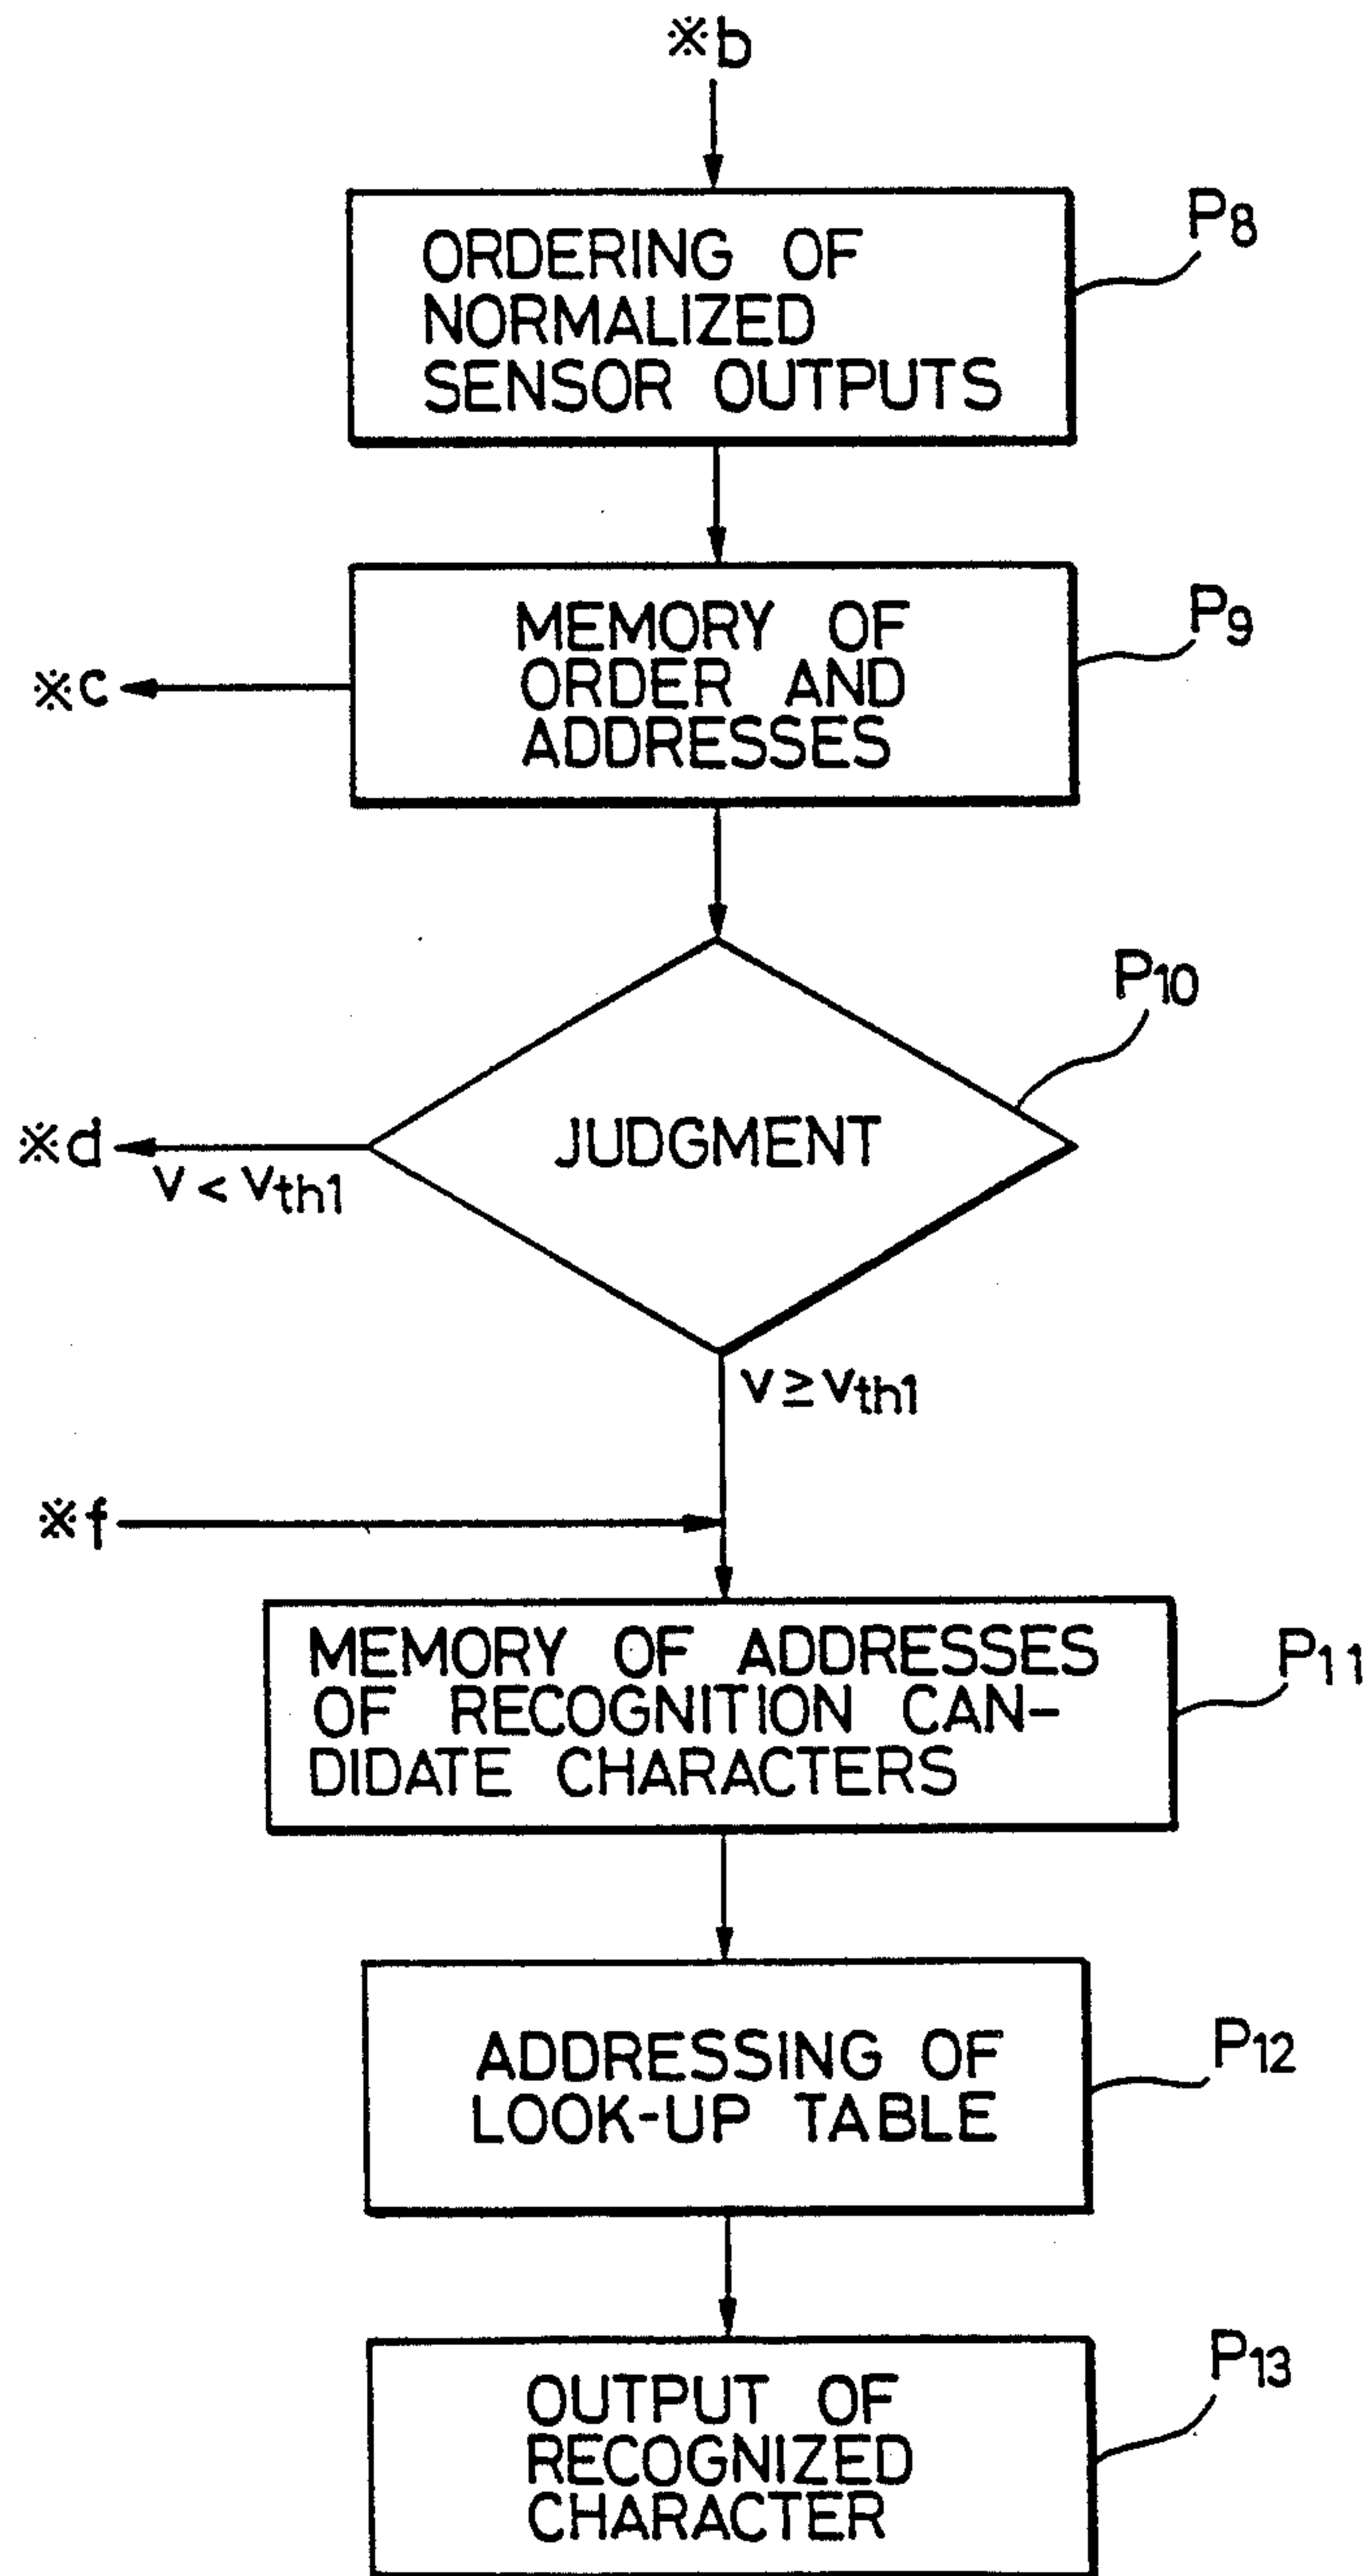 ※b
ORDERING OF
NORMALIZED
SENSOR OUTPUTS
P8
MEMORY OF
ORDER AND
ADDRESSES
P9
※c
JUDGMENT
P10
※d
v < vth1
v ≥ vth1
※f
MEMORY OF ADDRESSES
OF RECOGNITION CAN-
DIDATE CHARACTERS
P11
ADDRESSING OF
LOOK-UP TABLE
P12
OUTPUT OF
RECOGNIZED
CHARACTER
P13